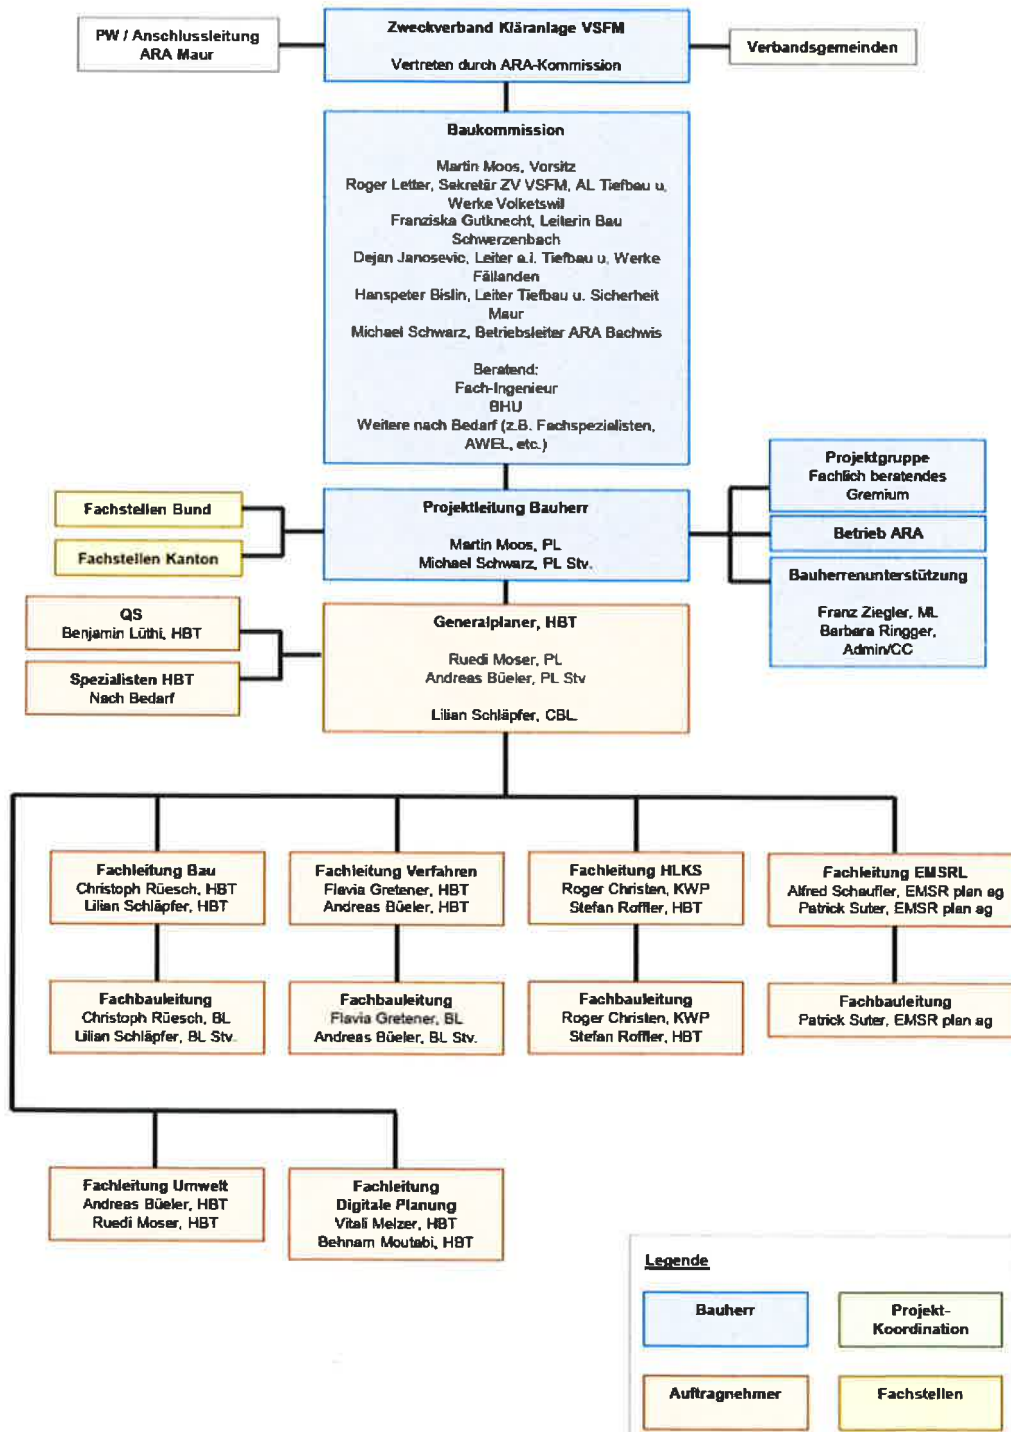 PW / Anschlussleitung
ARA Maur
Zweckverband Kläranlage VSFM
Vertreten durch ARA-Kommission
Verbandsgemeinden
Baukommission
Martin Moos, Vorsitz
Roger Letter, Sekretär ZV VSFM, AL Tiefbau u,
Werke Volketswil
Franziska Gutknecht, Leiterin Bau
Schwerzenbach
Dejan Janosevic, Leiter a.i. Tiefbau u, Werke
Fällanden
Hanspeter Bislin, Leiter Tiefbau u. Sicherheit
Maur
Michael Schwarz, Betriebsleiter ARA Bachwis
Beratend:
Fach-Ingenieur
BHU
Weitere nach Bedarf (z.B. Fachspezialisten,
AWEL, etc.)
Projektgruppe
Fachlich beratendes
Gremium
Betrieb ARA
Bauherrenunterstützung
Franz Ziegler, ML
Barbara Ringger,
Admin/CC
Fachstellen Bund
Fachstellen Kanton
Projektleitung Bauherr
Martin Moos, PL
Michael Schwarz, PL Stv.
QS
Benjamin Lüthi, HBT
Spezialisten HBT
Nach Bedarf
Generalplaner, HBT
Ruedi Moser, PL
Andreas Büeler, PL Stv
Lilian Schläpfer, CBL
Fachleitung Bau
Christoph Rüesch, HBT
Lilian Schläpfer, HBT
Fachleitung Verfahren
Flavia Gretener, HBT
Andreas Büeler, HBT
Fachleitung HLKS
Roger Christen, KWP
Stefan Roffler, HBT
Fachleitung EMSRL
Alfred Schaufler, EMSR plan ag
Patrick Suter, EMSR plan ag
Fachbauleitung
Christoph Rüesch, BL
Lilian Schläpfer, BL Stv.
Fachbauleitung
Flavia Gretener, BL
Andreas Büeler, BL Stv.
Fachbauleitung
Roger Christen, KWP
Stefan Roffler, HBT
Fachbauleitung
Patrick Suter, EMSR plan ag
Fachleitung Umwelt
Andreas Büeler, HBT
Ruedi Moser, HBT
Fachleitung
Digitale Planung
Vitali Melzer, HBT
Behnam Moutabi, HBT
Legende
Bauherr
Projekt-
Koordination
Auftragnehmer
Fachstellen